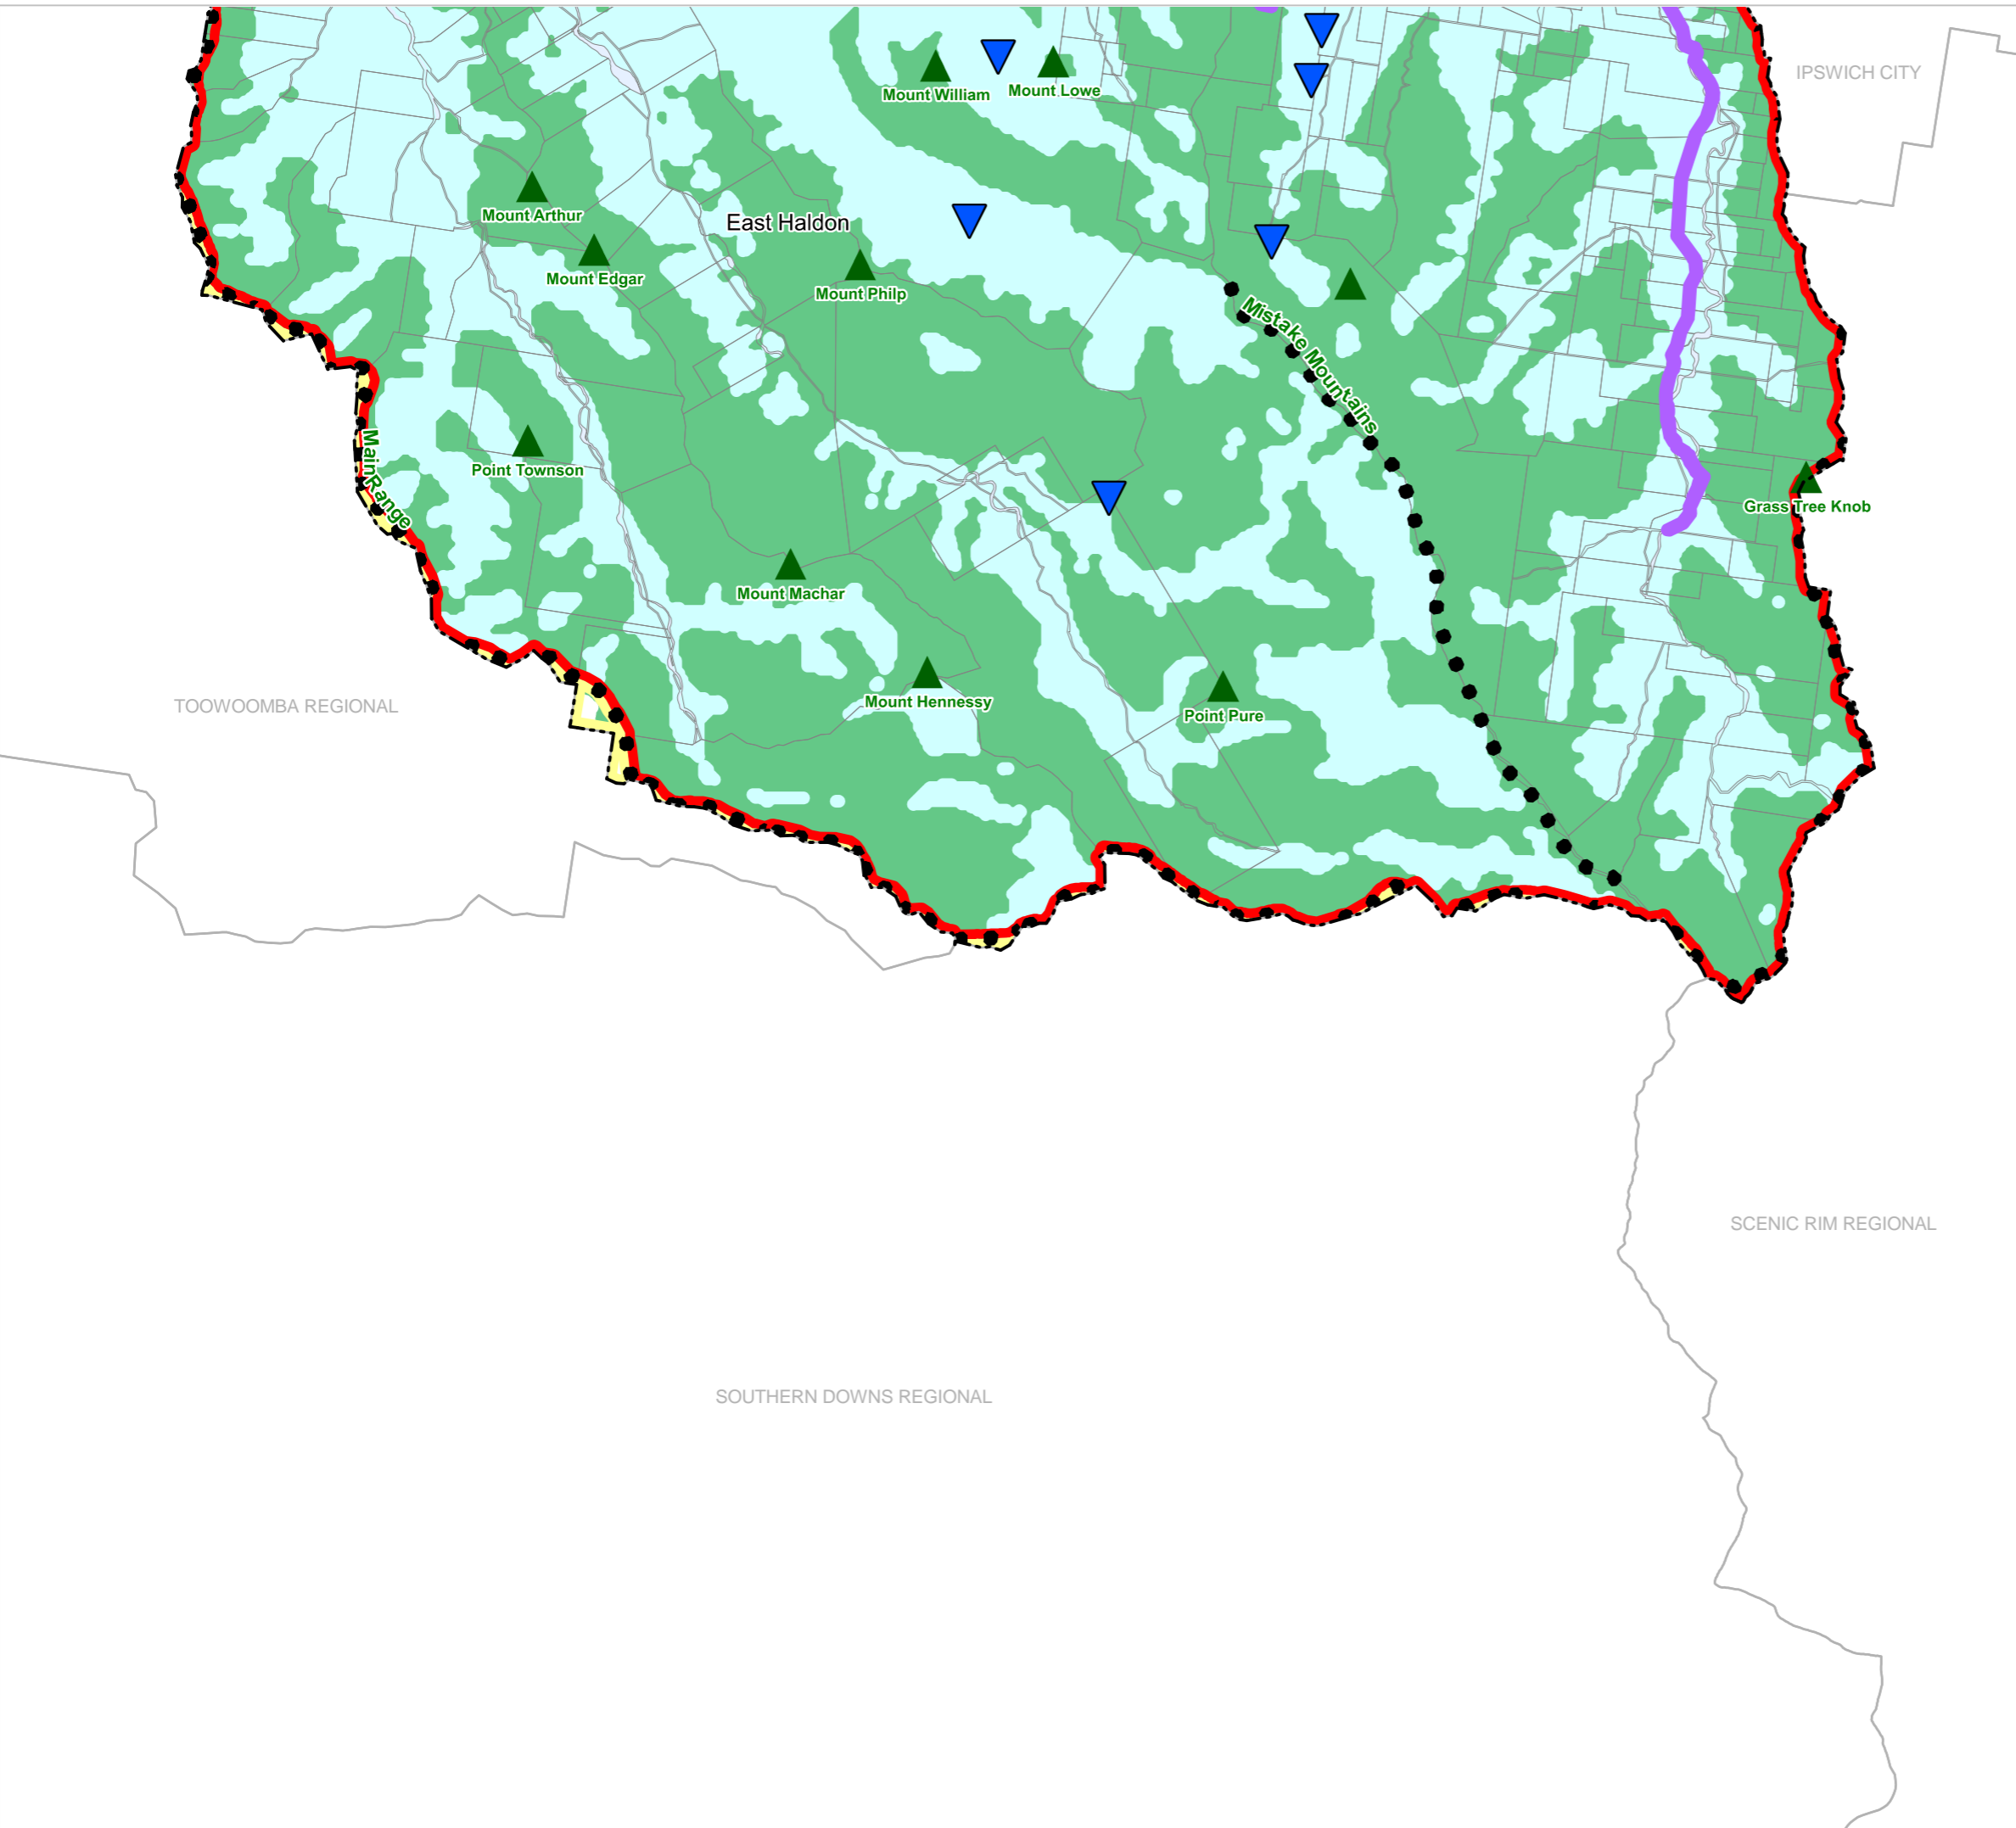 IPSWICH CITY
Mount William
Mount Lowe
Mount Arthur
East Haldon
Mount Edgar
Mount Philp
Mistake Mountains
Main Range
Point Townson
Grass Tree Knob
Mount Machar
Mount Hennessy
TOOWOOMBA REGIONAL
Point Pure
SCENIC RIM REGIONAL
SOUTHERN DOWNS REGIONAL